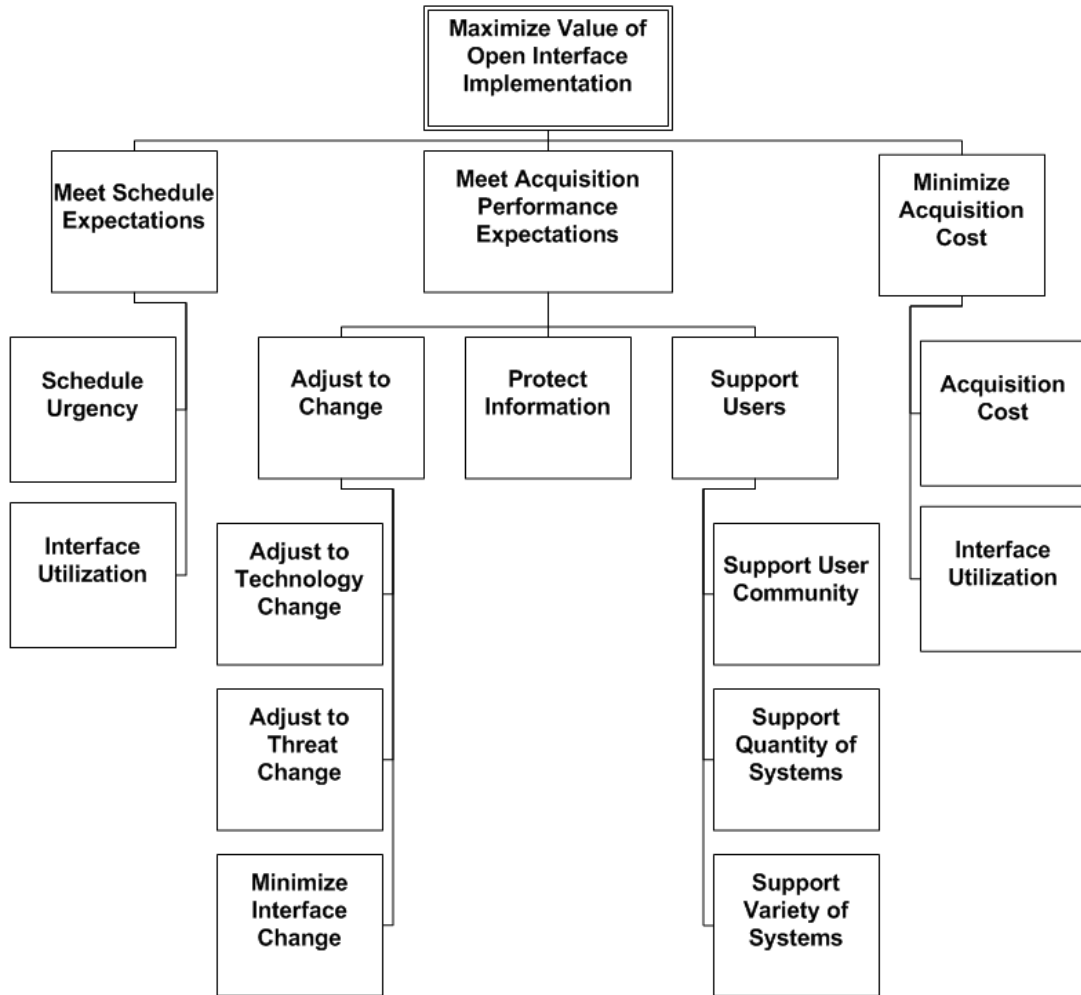 Maximize Value of
Open Interface
Implementation
Meet Schedule
Expectations
Meet Acquisition
Performance
Expectations
Minimize
Acquisition
Cost
Schedule
Urgency
Adjust to
Change
Protect
Information
Support
Users
Acquisition
Cost
Interface
Utilization
Adjust to
Technology
Change
Support User
Community
Interface
Utilization
Adjust to
Threat
Change
Support
Quantity of
Systems
Minimize
Interface
Change
Support
Variety of
Systems